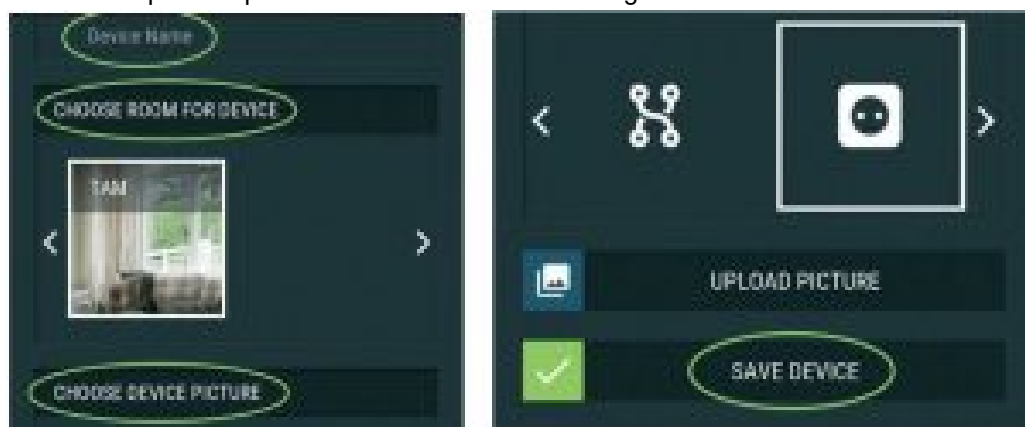 Device Name
CHOOSE ROOM FOR DEVICE
CHOOSE DEVICE PICTURE
UPLOAD PICTURE
SAVE DEVICE